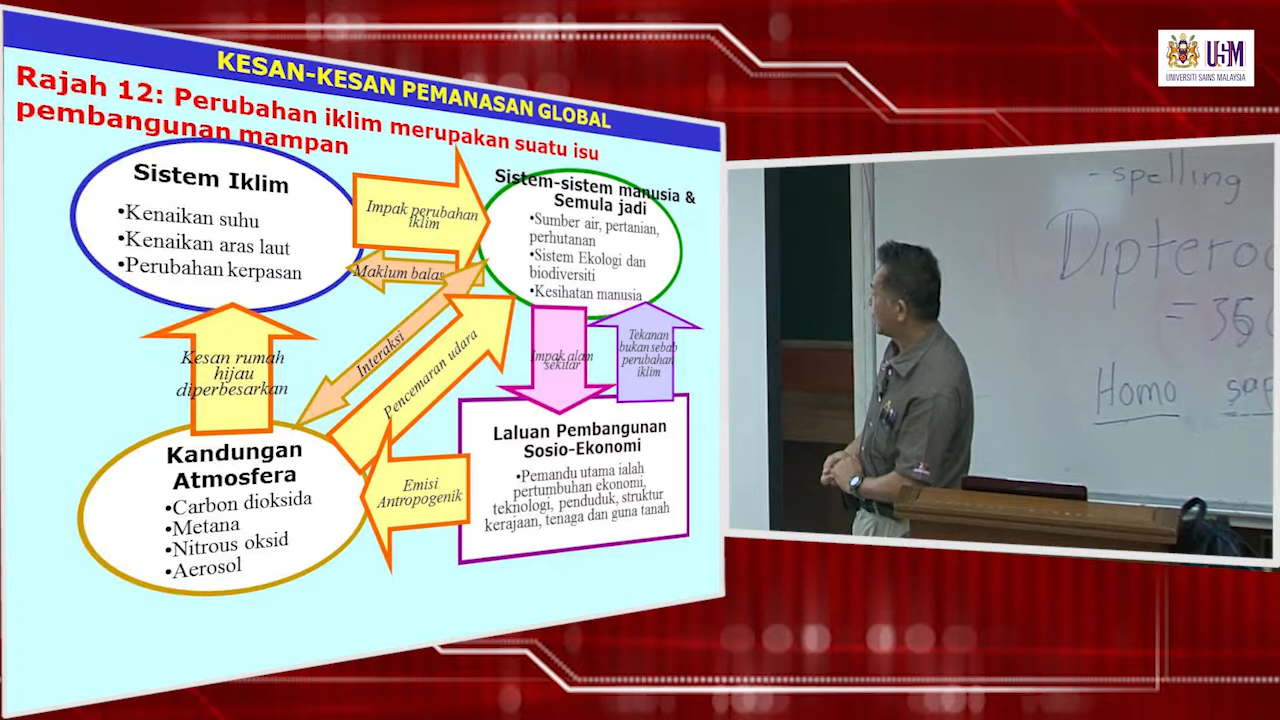 KESAN-KESAN PEMANASAN GLOBAL
Rajah 12: Perubahan iklim merupakan suatu isu
pembangunan mampan
Sistem Iklim
•Kenaikan suhu
•Kenaikan aras laut
•Perubahan kerpasan
Impak perubahan
iklim
Maklum balas
Sistem-sistem manusia &
Semula jadi
•Sumber air, pertanian,
perhutanan
•Sistem Ekologi dan
biodiversiti
•Kesihatan manusia
Kesan rumah
hijau
diperbesarkan
Interaksi
Pencemaran udara
Impak alam
sekitar
Tekanan
bukan sebab
perubahan
iklim
Kandungan
Atmosfera
•Carbon dioksida
•Metana
•Nitrous oksid
•Aerosol
Emisi
Antropogenik
Laluan Pembangunan
Sosio-Ekonomi
•Pemandu utama ialah
pertumbuhan ekonomi,
teknologi, penduduk, struktur
kerajaan, tenaga dan guna tanah
USM
UNIVERSITI SAINS MALAYSIA
- spelling
Dipteroc
Homo sap